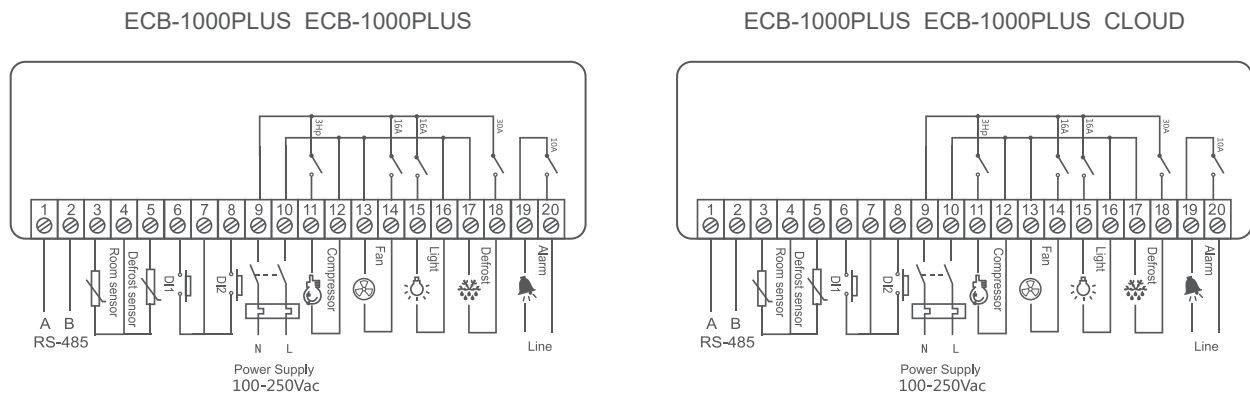 ECB-1000PLUS ECB-1000PLUS
3Hp
16A
16A
30A
10A
1 2 3 4 5 6 7 8 9 10 11 12 13 14 15 16 17 18 19 20
Room sensor
Defrost sensor
DI1
DI2
Compressor
Fan
Light
Defrost
Alarm
A B
RS-485
N L
Line
Power Supply
100-250Vac
ECB-1000PLUS ECB-1000PLUS CLOUD
3Hp
16A
16A
30A
10A
1 2 3 4 5 6 7 8 9 10 11 12 13 14 15 16 17 18 19 20
Room sensor
Defrost sensor
DI1
DI2
Compressor
Fan
Light
Defrost
Alarm
A B
RS-485
N L
Line
Power Supply
100-250Vac